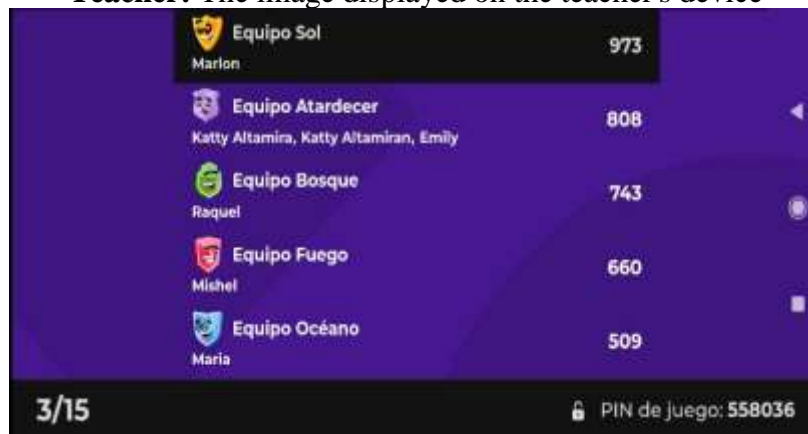 Teacher: The image displayed on the teacher's device
Equipo Sol
973
Marlon
Equipo Atardecer
808
Katty Altamira, Katty Altamiran, Emily
Equipo Bosque
743
Raquel
Equipo Fuego
660
Mishel
Equipo Océano
509
Maria
3/15
PIN de juego: 558036